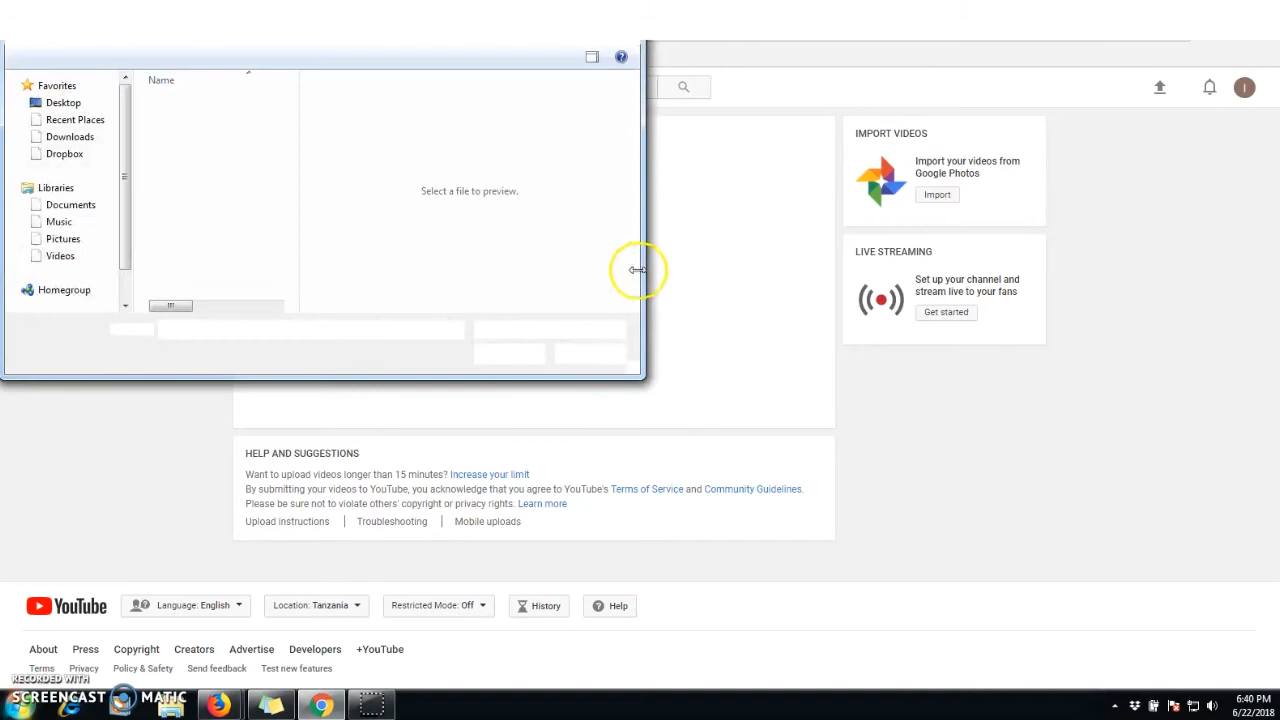 Favorites
Name
Desktop
Recent Places
Downloads
Dropbox
Libraries
Documents
Music
Pictures
Videos
Homegroup
Select a file to preview.
I
IMPORT VIDEOS
Import your videos from
Google Photos
Import
LIVE STREAMING
Set up your channel and
stream live to your fans
Get started
HELP AND SUGGESTIONS
Want to upload videos longer than 15 minutes? Increase your limit
By submitting your videos to YouTube, you acknowledge that you agree to YouTube's Terms of Service and Community Guidelines.
Please be sure not to violate others' copyright or privacy rights. Learn more
Upload instructions Troubleshooting Mobile uploads
YouTube Language: English Location: Tanzania Restricted Mode: Off History Help
About Press Copyright Creators Advertise Developers +YouTube
Terms Privacy Policy & Safety Send feedback Test new features
RECORDED WITH
SCREENCAST MATIC
6:40 PM
6/22/2018